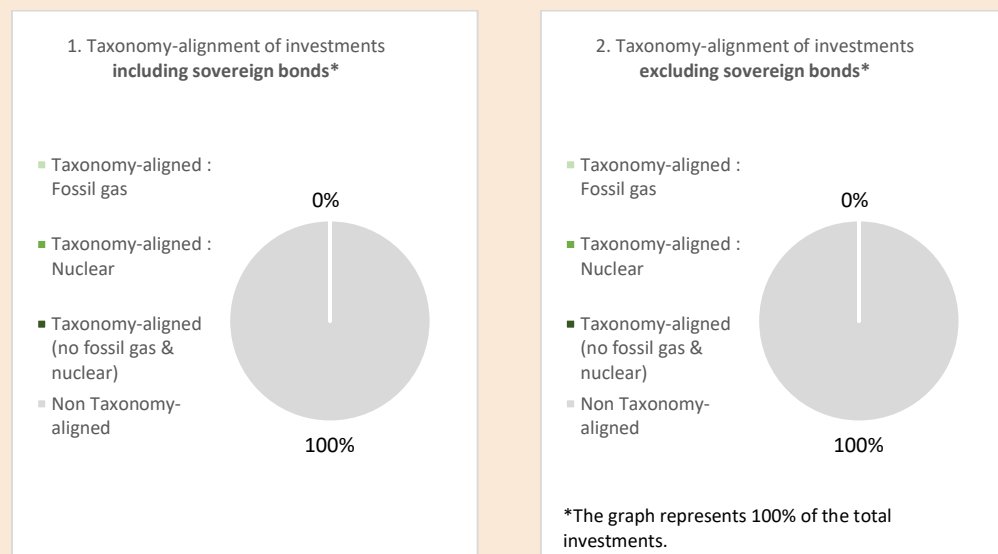 1. Taxonomy-alignment of investments
including sovereign bonds*
Taxonomy-aligned :
Fossil gas
Taxonomy-aligned :
Nuclear
Taxonomy-aligned
(no fossil gas &
nuclear)
Non Taxonomy-
aligned
0%
100%
2. Taxonomy-alignment of investments
excluding sovereign bonds*
Taxonomy-aligned :
Fossil gas
Taxonomy-aligned :
Nuclear
Taxonomy-aligned
(no fossil gas &
nuclear)
Non Taxonomy-
aligned
0%
100%
*The graph represents 100% of the total
investments.